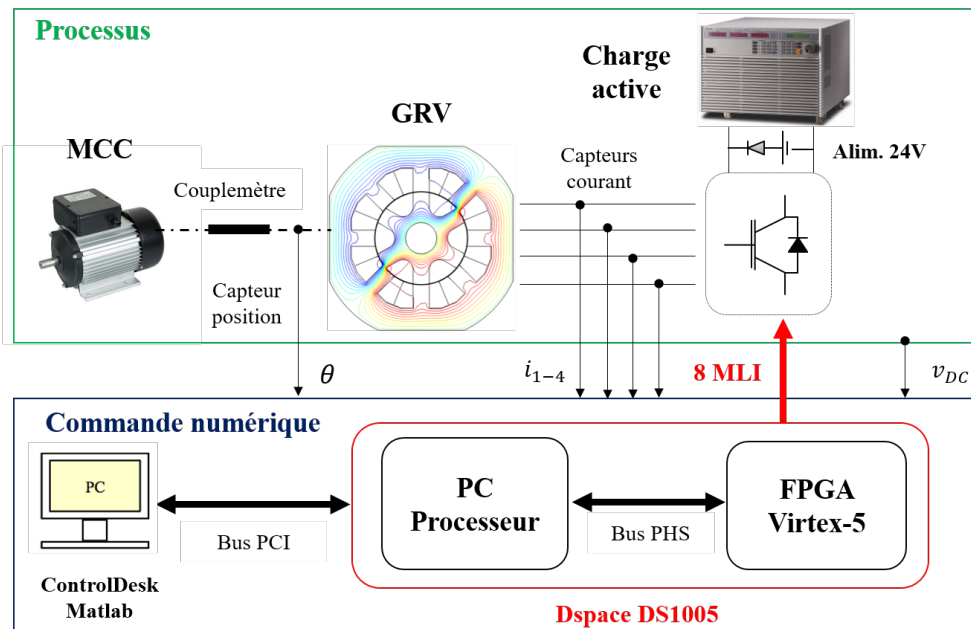 Processus
Charge
active
GRV
MCC
Alim. 24V
Capteurs
courant
Couplemètre
Capteur
position
θ
i₁₋₄
8 MLI
v_DC
Commande numérique
PC
PC
Processeur
FPGA
Virtex-5
Bus PCI
Bus PHS
ControlDesk
Matlab
Dspace DS1005